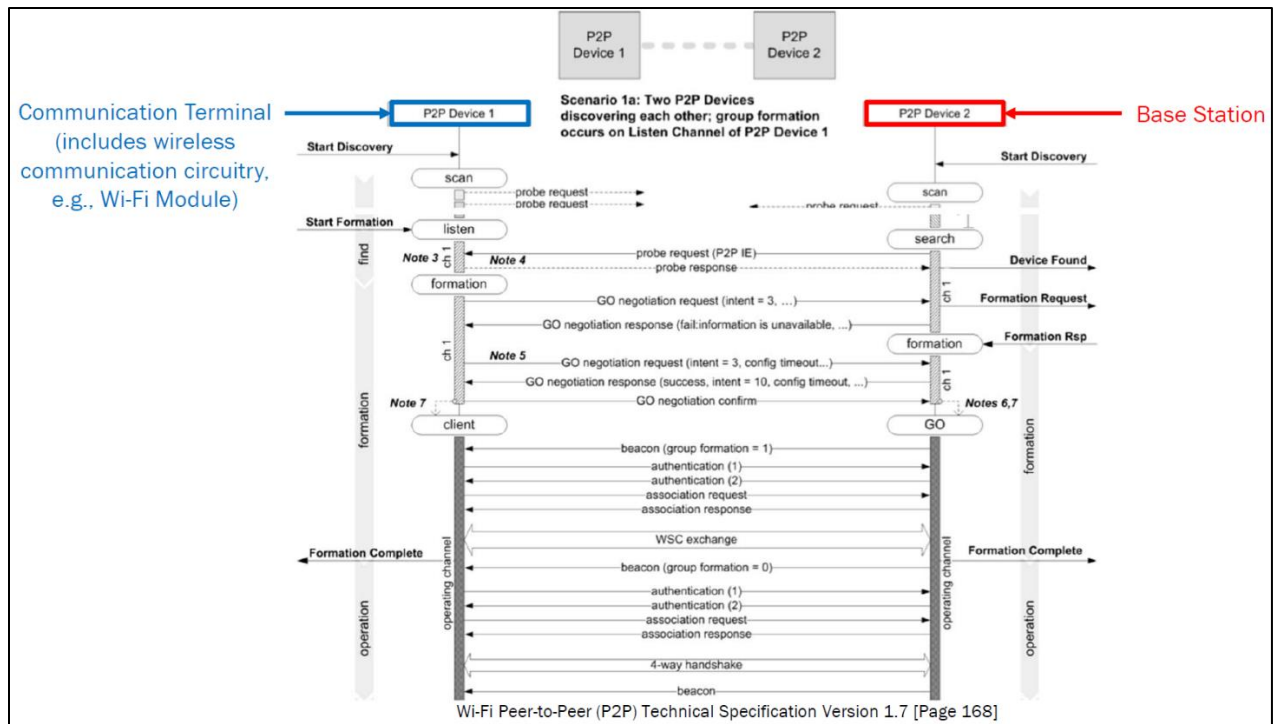 P2P
Device 1
P2P
Device 2
Communication Terminal
(includes wireless
communication circuitry,
e.g., Wi-Fi Module)
P2P Device 1
Scenario 1a: Two P2P Devices
discovering each other; group formation
occurs on Listen Channel of P2P Device 1
P2P Device 2
Base Station
Start Discovery
Start Discovery
scan
scan
probe request
probe request
probe request
Start Formation
listen
search
find
Note 3
ch 1
Note 4
probe request (P2P IE)
probe response
Device Found
formation
ch 1
GO negotiation request (intent = 3, ...)
Formation Request
GO negotiation response (fail:information is unavailable, ...)
formation
Formation Rsp
ch 1
Note 5
GO negotiation request (intent = 3, config timeout...)
GO negotiation response (success, intent = 10, config timeout, ...)
ch 1
Note 7
GO negotiation confirm
Notes 6,7
client
GO
formation
formation
beacon (group formation = 1)
authentication (1)
authentication (2)
association request
association response
WSC exchange
Formation Complete
Formation Complete
operating channel
operating channel
beacon (group formation = 0)
authentication (1)
authentication (2)
association request
association response
operation
operation
4-way handshake
beacon
Wi-Fi Peer-to-Peer (P2P) Technical Specification Version 1.7 [Page 168]